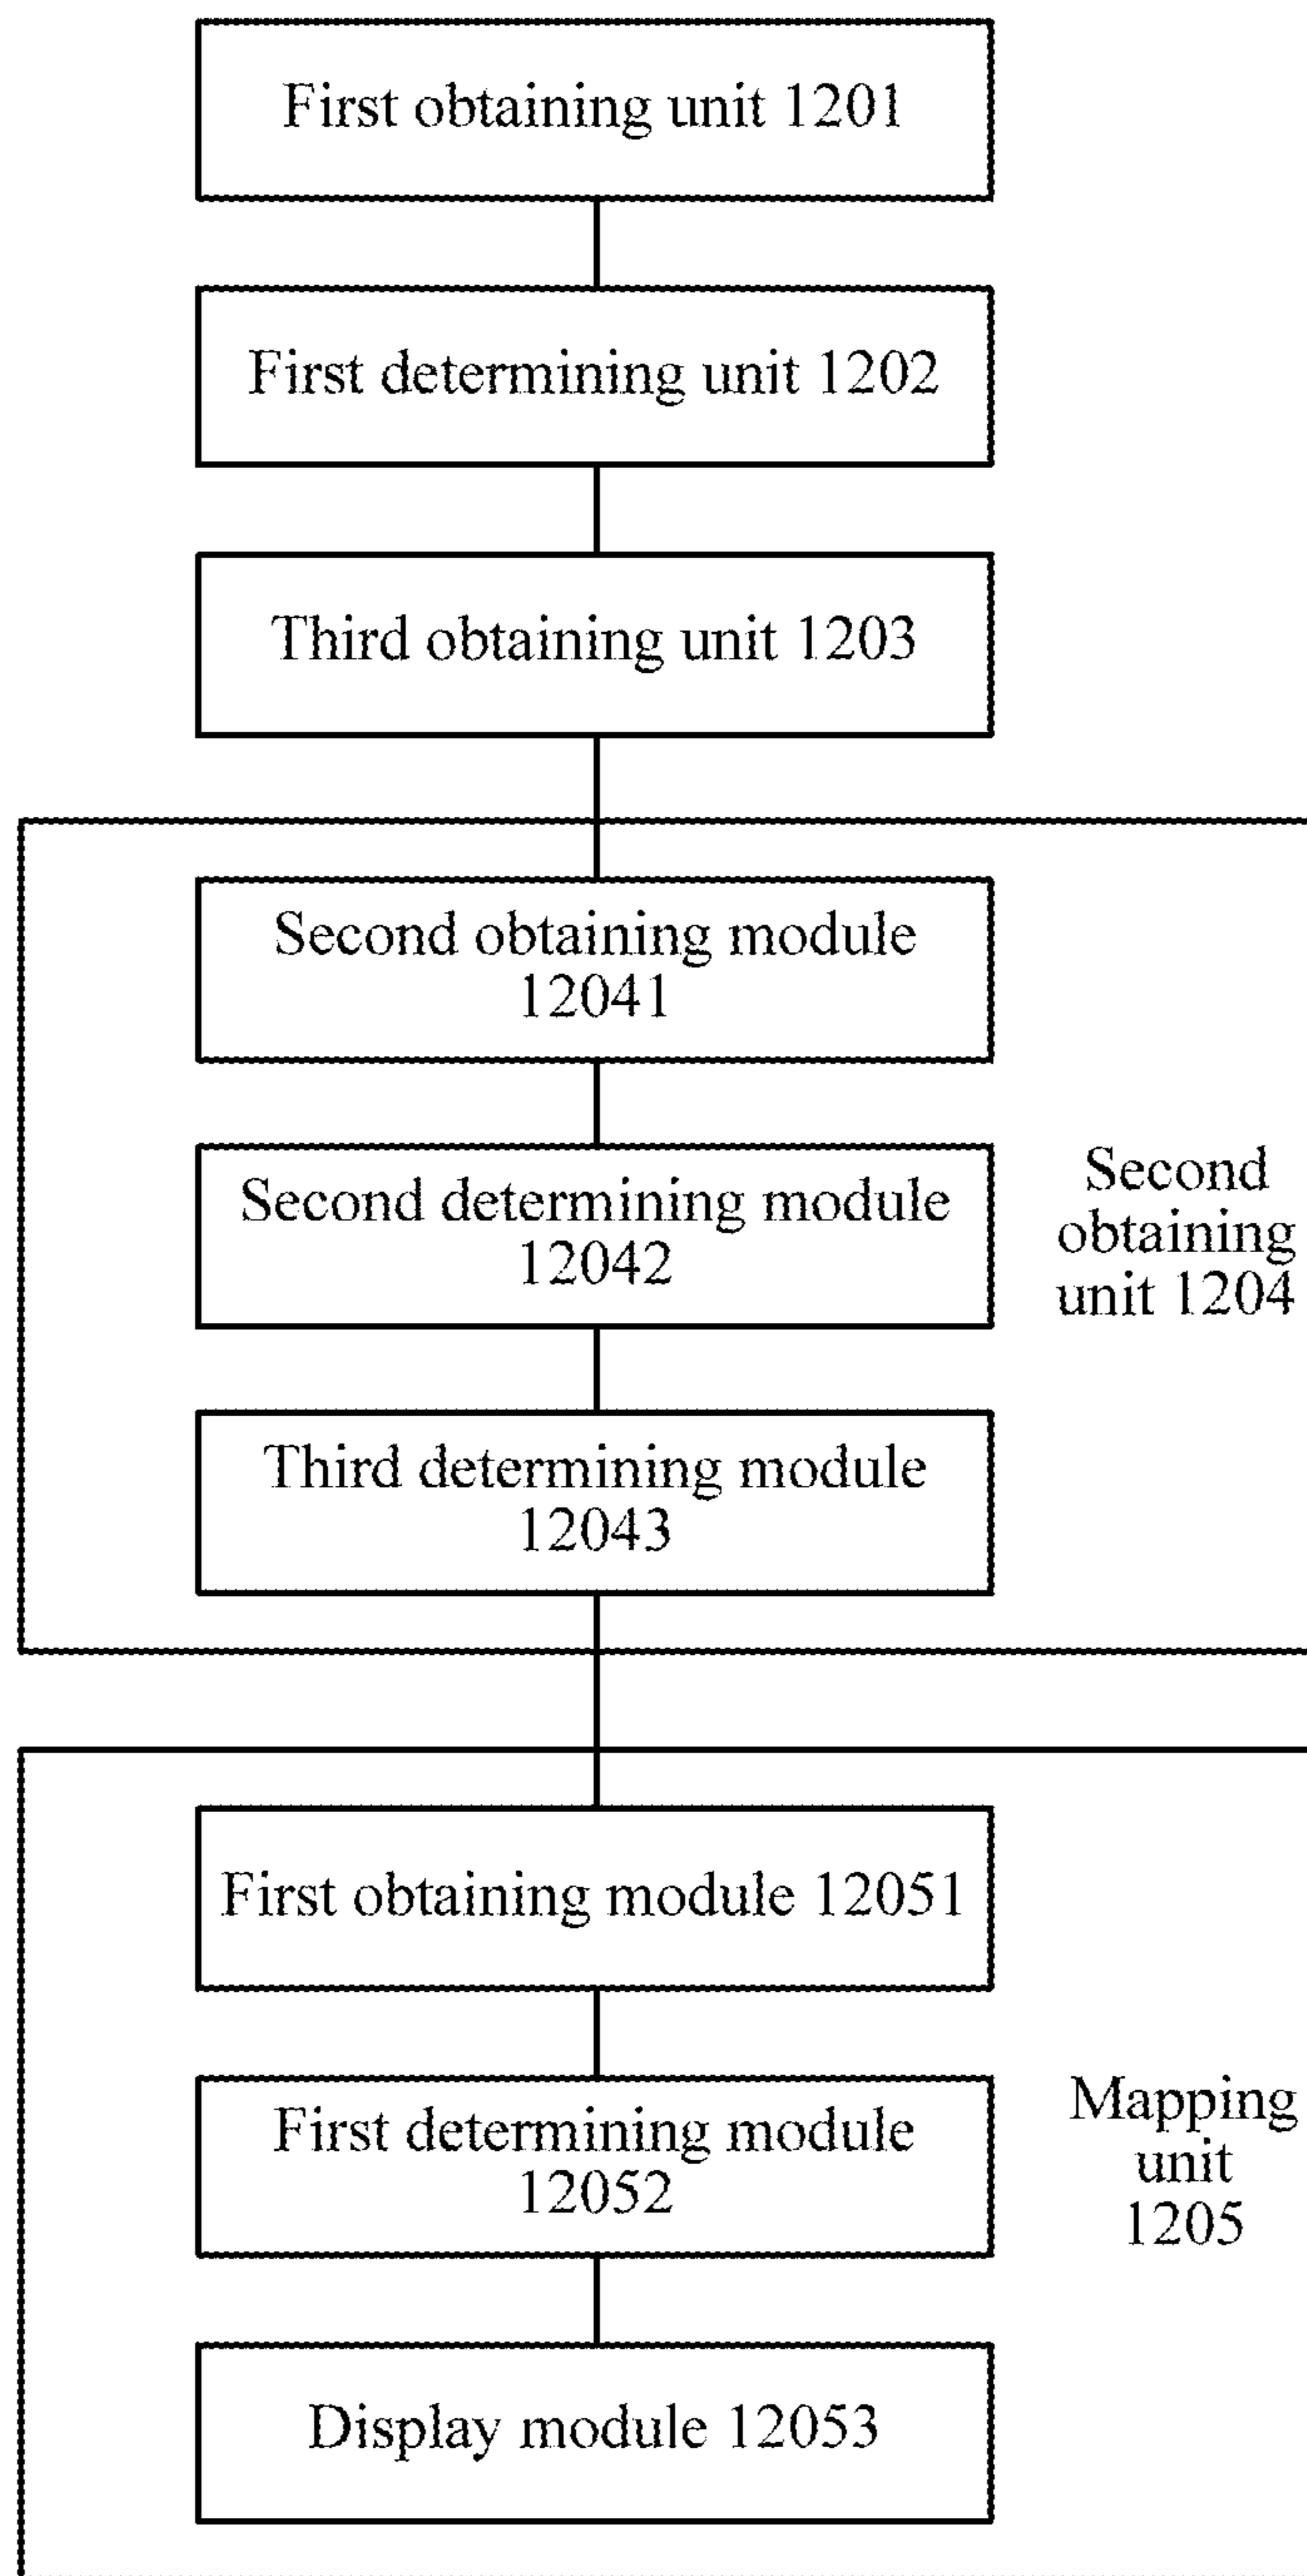 First obtaining unit 1201
First determining unit 1202
Third obtaining unit 1203
Second obtaining module
12041
Second determining module
12042
Third determining module
12043
Second
obtaining
unit 1204
First obtaining module 12051
First determining module
12052
Display module 12053
Mapping
unit
1205